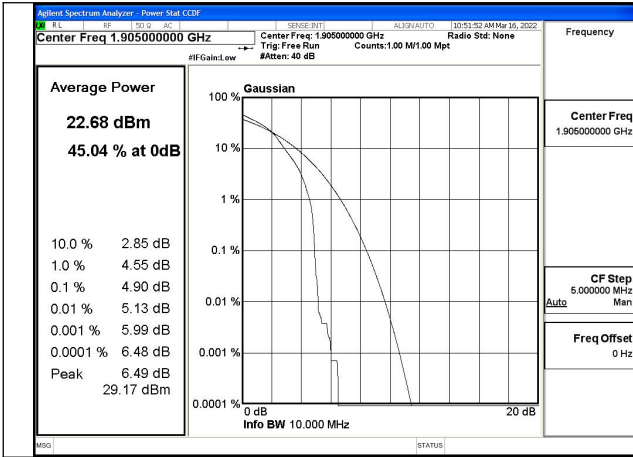 Agilent Spectrum Analyzer - Power Stat CCDF
RL RF 50 Ω AC SENSE:INT ALIGNAUTO 10:51:52 AM Mar 16, 2022
Center Freq 1.905000000 GHz
Center Freq: 1.905000000 GHz Radio Std: None
Trig: Free Run Counts:1.00 M/1.00 Mpt
#IFGain:Low #Atten: 40 dB
Frequency
Average Power
22.68 dBm
45.04 % at 0dB
10.0 % 2.85 dB
1.0 % 4.55 dB
0.1 % 4.90 dB
0.01 % 5.13 dB
0.001 % 5.99 dB
0.0001 % 6.48 dB
Peak 6.49 dB
29.17 dBm
Gaussian
100 %
10 %
1 %
0.1 %
0.01 %
0.001 %
0.0001 %
0 dB 20 dB
Info BW 10.000 MHz
Center Freq
1.905000000 GHz
CF Step
5.000000 MHz
Auto Man
Freq Offset
0 Hz
MSG STATUS